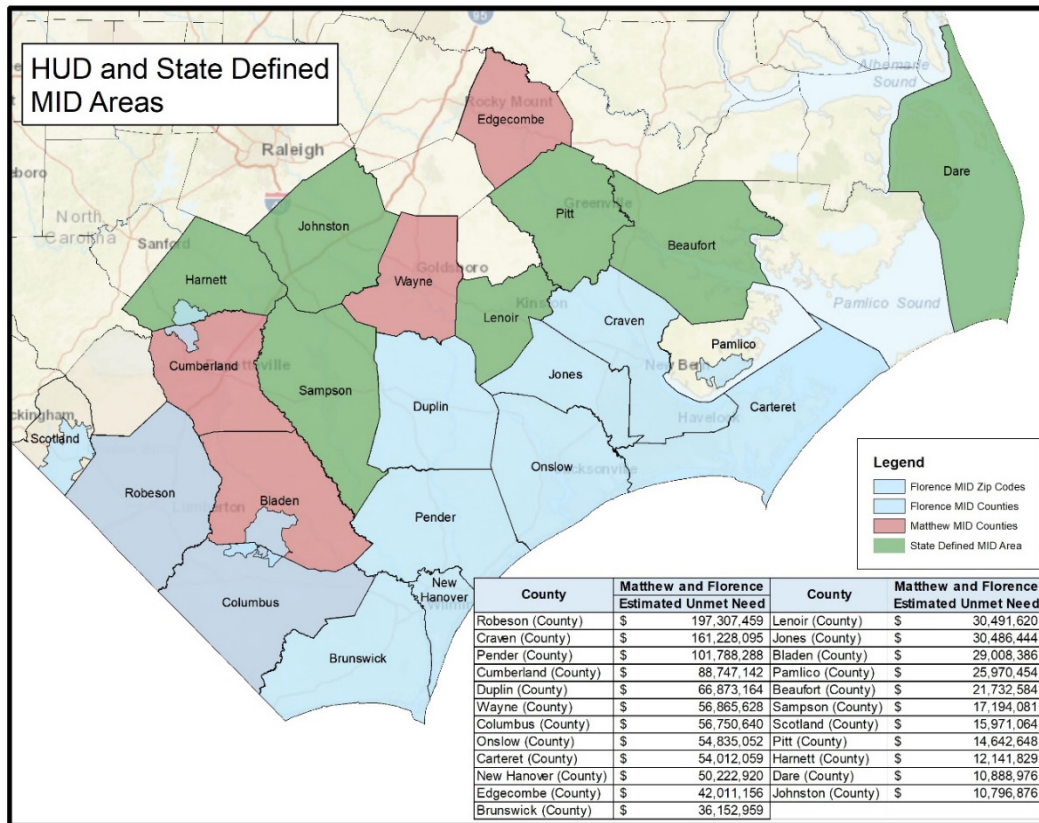 HUD and State Defined
MID Areas
95
Albemarle
Sound
Rocky Mount
Edgecombe
Raleigh
Dare
Greenville
Pitt
Johnston
Beaufort
North
Carolina
Sanford
Goldsboro
Harnett
Wayne
Pamlico Sound
Kinston
Lenoir
Craven
Pamlico
New Bern
Cumberland
Jones
Sampson
Duplin
Carteret
Havelock
Scotland
Onslow
Robeson
Bladen
Pender
New
Hanover
Columbus
Brunswick
Legend
Florence MID Zip Codes
Florence MID Counties
Matthew MID Counties
State Defined MID Area
County Matthew and Florence Estimated Unmet Need County Matthew and Florence Estimated Unmet Need
Robeson (County) $ 197,307,459 Lenoir (County) $ 30,491,620
Craven (County) $ 161,228,095 Jones (County) $ 30,486,444
Pender (County) $ 101,788,288 Bladen (County) $ 29,008,386
Cumberland (County) $ 88,747,142 Pamlico (County) $ 25,970,454
Duplin (County) $ 66,873,164 Beaufort (County) $ 21,732,584
Wayne (County) $ 56,865,628 Sampson (County) $ 17,194,081
Columbus (County) $ 56,750,640 Scotland (County) $ 15,971,064
Onslow (County) $ 54,835,052 Pitt (County) $ 14,642,648
Carteret (County) $ 54,012,059 Harnett (County) $ 12,141,829
New Hanover (County) $ 50,222,920 Dare (County) $ 10,888,976
Edgecombe (County) $ 42,011,156 Johnston (County) $ 10,796,876
Brunswick (County) $ 36,152,959